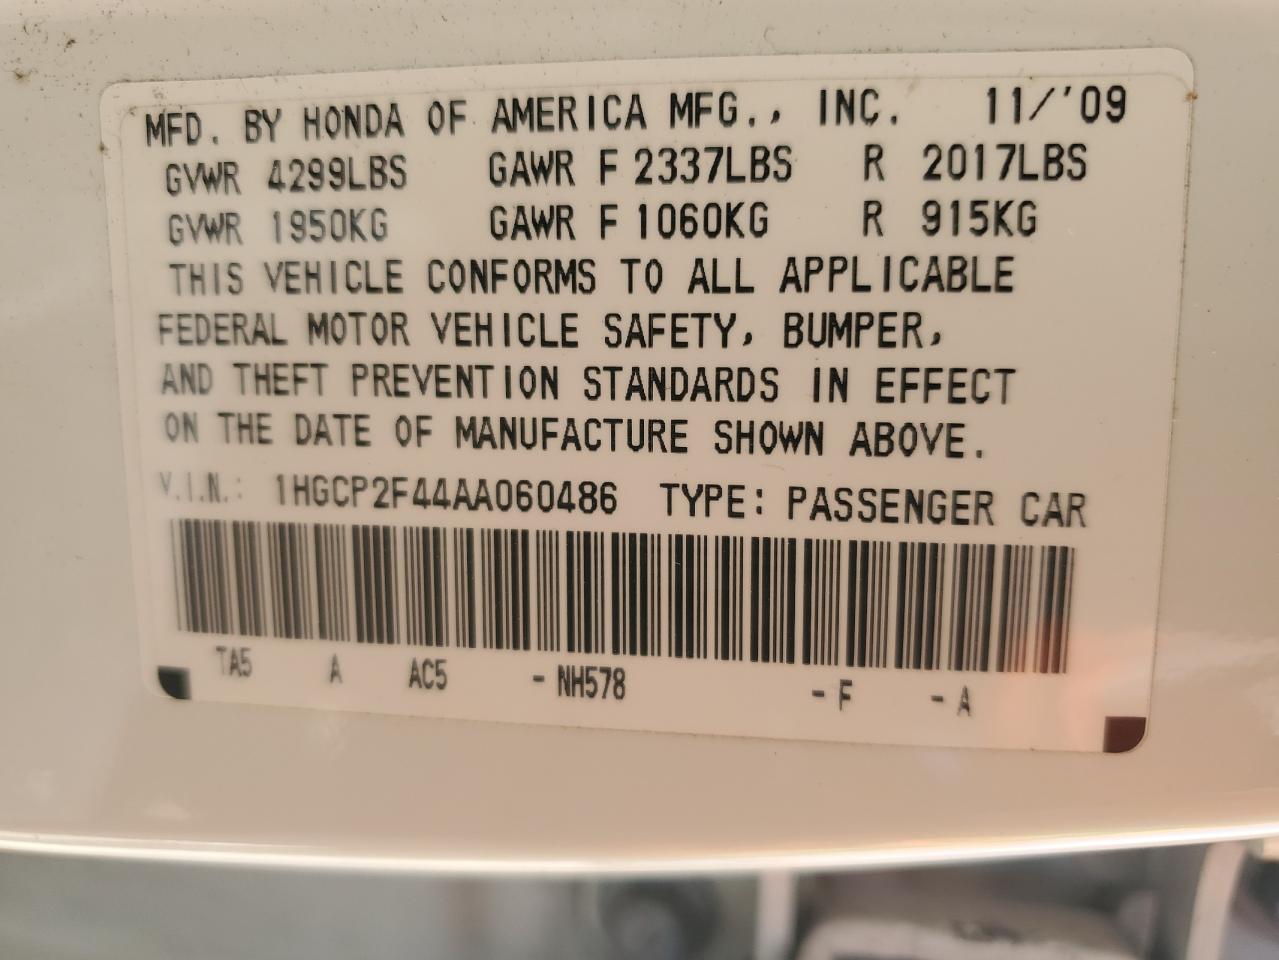 MFD. BY HONDA OF AMERICA MFG., INC. 11/'09
GVWR 4299LBS GAWR F 2337LBS R 2017LBS
GVWR 1950KG GAWR F 1060KG R 915KG
THIS VEHICLE CONFORMS TO ALL APPLICABLE
FEDERAL MOTOR VEHICLE SAFETY, BUMPER,
AND THEFT PREVENTION STANDARDS IN EFFECT
ON THE DATE OF MANUFACTURE SHOWN ABOVE.
V.I.N.: 1HGCP2F44AA060486 TYPE: PASSENGER CAR
TA5 A AC5 - NH578 - F - A